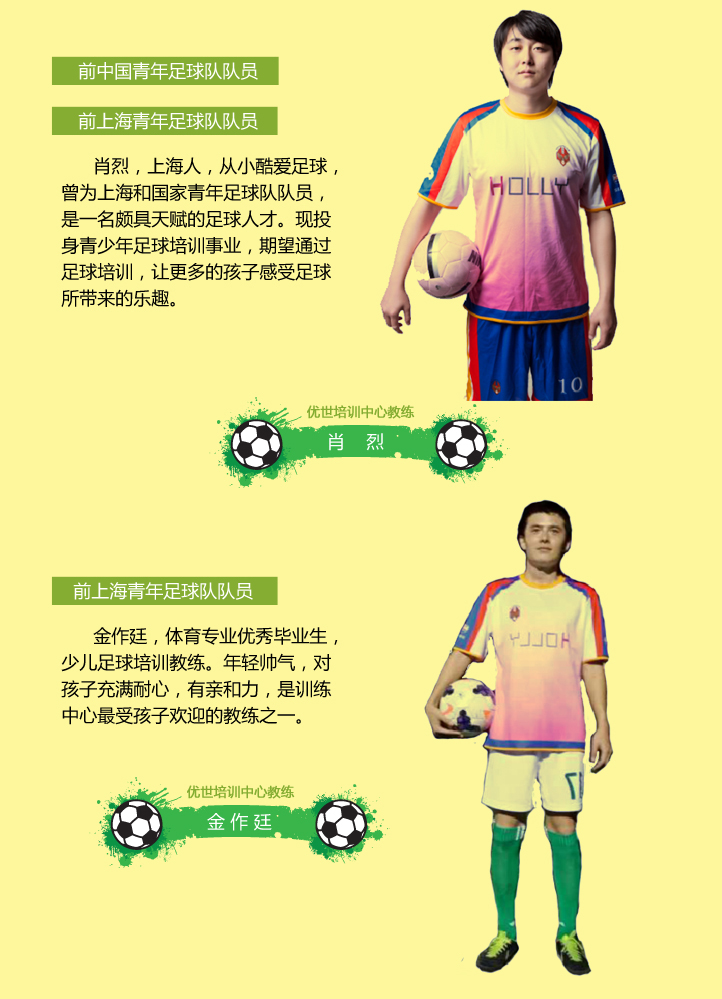 前中国青年足球队队员
前上海青年足球队队员
肖烈，上海人，从小酷爱足球，
曾为上海和国家青年足球队队员，
是一名颇具天赋的足球人才。现投
身青少年足球培训事业，期望通过
足球培训，让更多的孩子感受足球
所带来的乐趣。
HOLLY
10
优世培训中心教练
肖 烈
前上海青年足球队队员
金作廷，体育专业优秀毕业生，
少儿足球培训教练。年轻帅气，对
孩子充满耐心，有亲和力，是训练
中心最受孩子欢迎的教练之一。
HOLLY
优世培训中心教练
金作廷